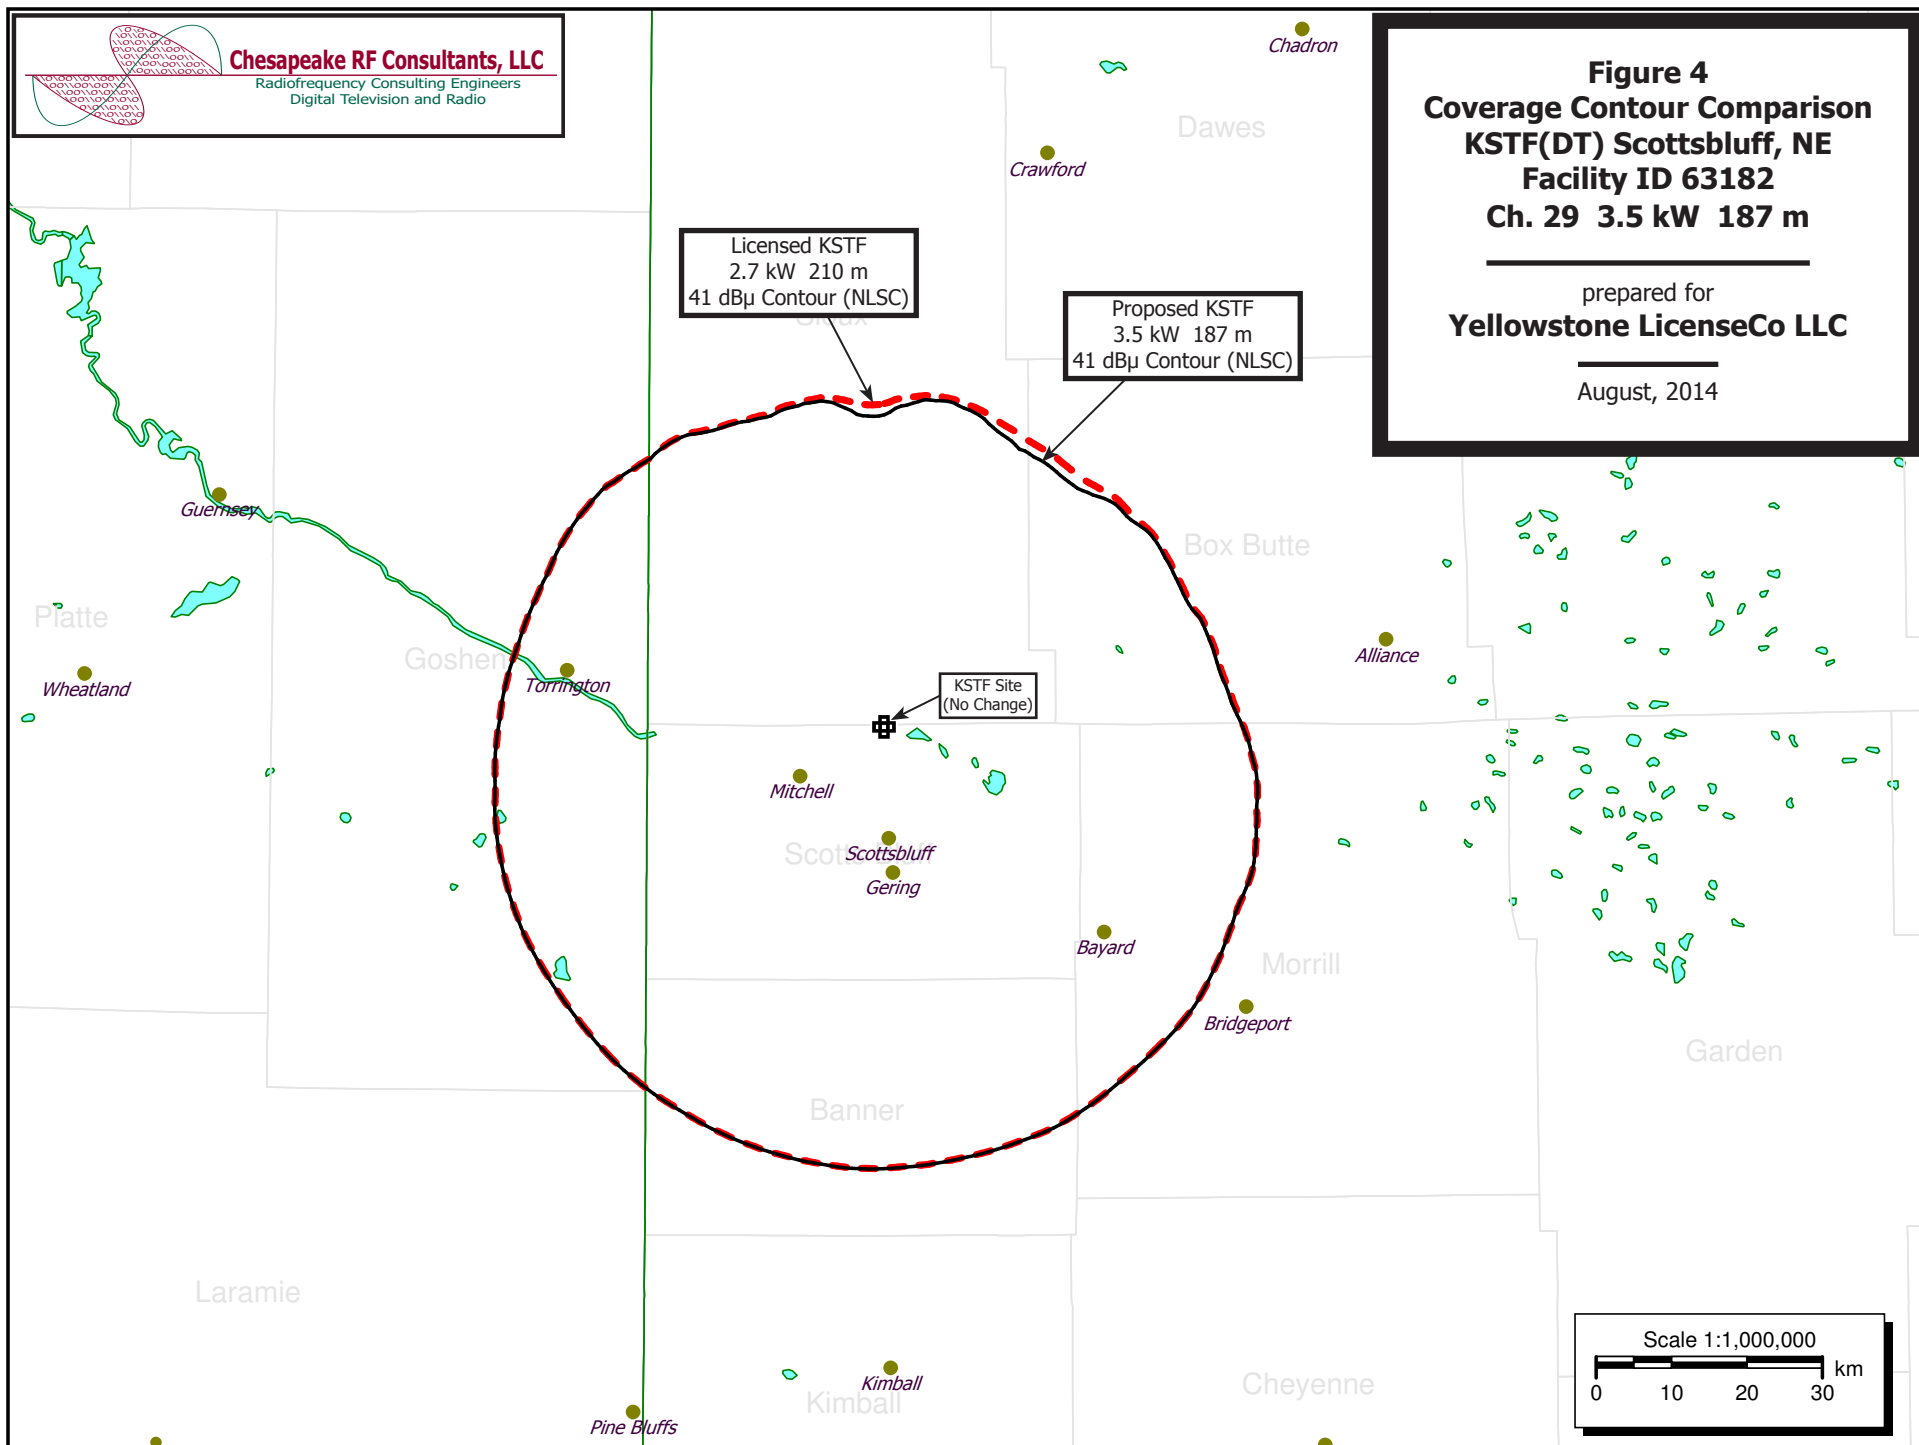 Chesapeake RF Consultants, LLC
Radiofrequency Consulting Engineers
Digital Television and Radio
Figure 4
Coverage Contour Comparison
KSTF(DT) Scottsbluff, NE
Facility ID 63182
Ch. 29 3.5 kW 187 m
prepared for
Yellowstone LicenseCo LLC
August, 2014
Chadron
Dawes
Crawford
Licensed KSTF
2.7 kW 210 m
41 dBµ Contour (NLSC)
Sioux
Proposed KSTF
3.5 kW 187 m
41 dBµ Contour (NLSC)
Guernsey
Box Butte
Platte
Goshen
Wheatland
Torrington
Alliance
KSTF Site
(No Change)
Mitchell
Scotts Bluff
Scottsbluff
Gering
Bayard
Morrill
Bridgeport
Garden
Banner
Laramie
Kimball
Kimball
Cheyenne
Pine Bluffs
Scale 1:1,000,000
km
0 10 20 30